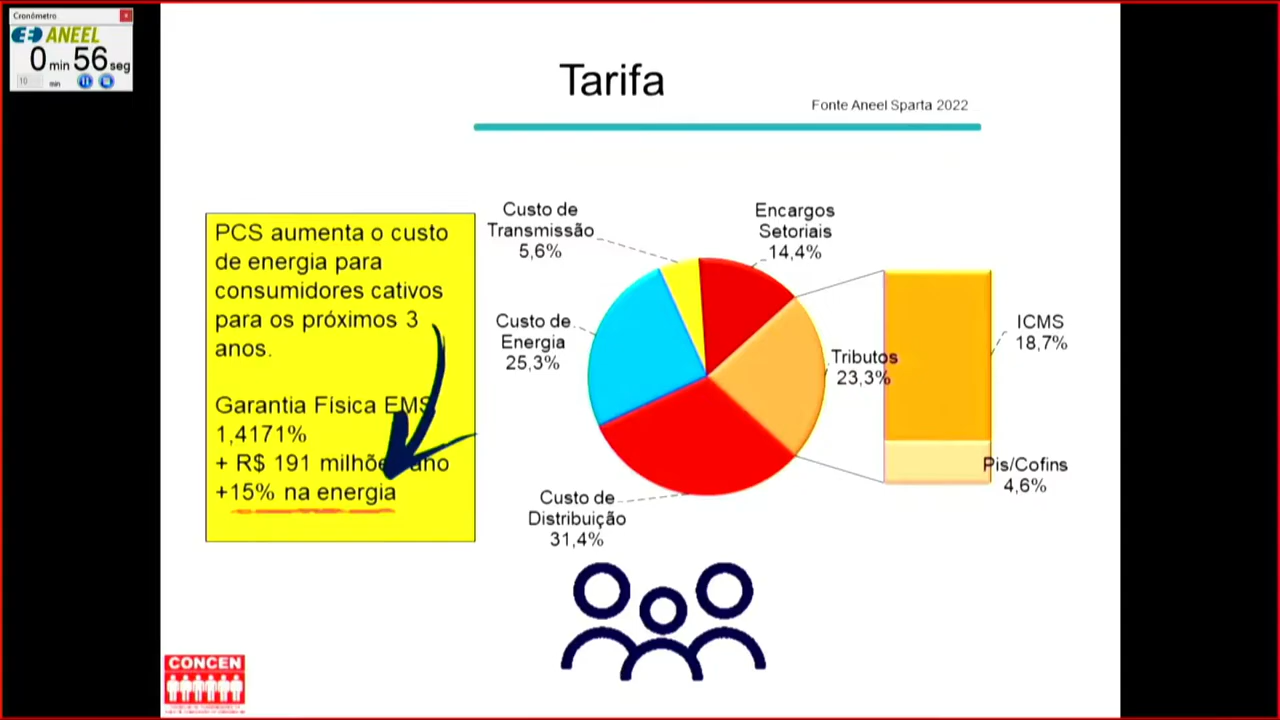 Cronómetro
ANEEL
0 min 56 seg
10
min
Tarifa
Fonte Aneel Sparta 2022
PCS aumenta o custo
de energia para
consumidores cativos
para os próximos 3
anos.
Garantia Física EMS
1,4171%
+ R$ 191 milhõe ano
+15% na energia
Custo de
Transmissão
5,6%
Encargos
Setoriais
14,4%
Custo de
Energia
25,3%
Tributos
23,3%
ICMS
18,7%
Pis/Cofins
4,6%
Custo de
Distribuição
31,4%
CONCEN